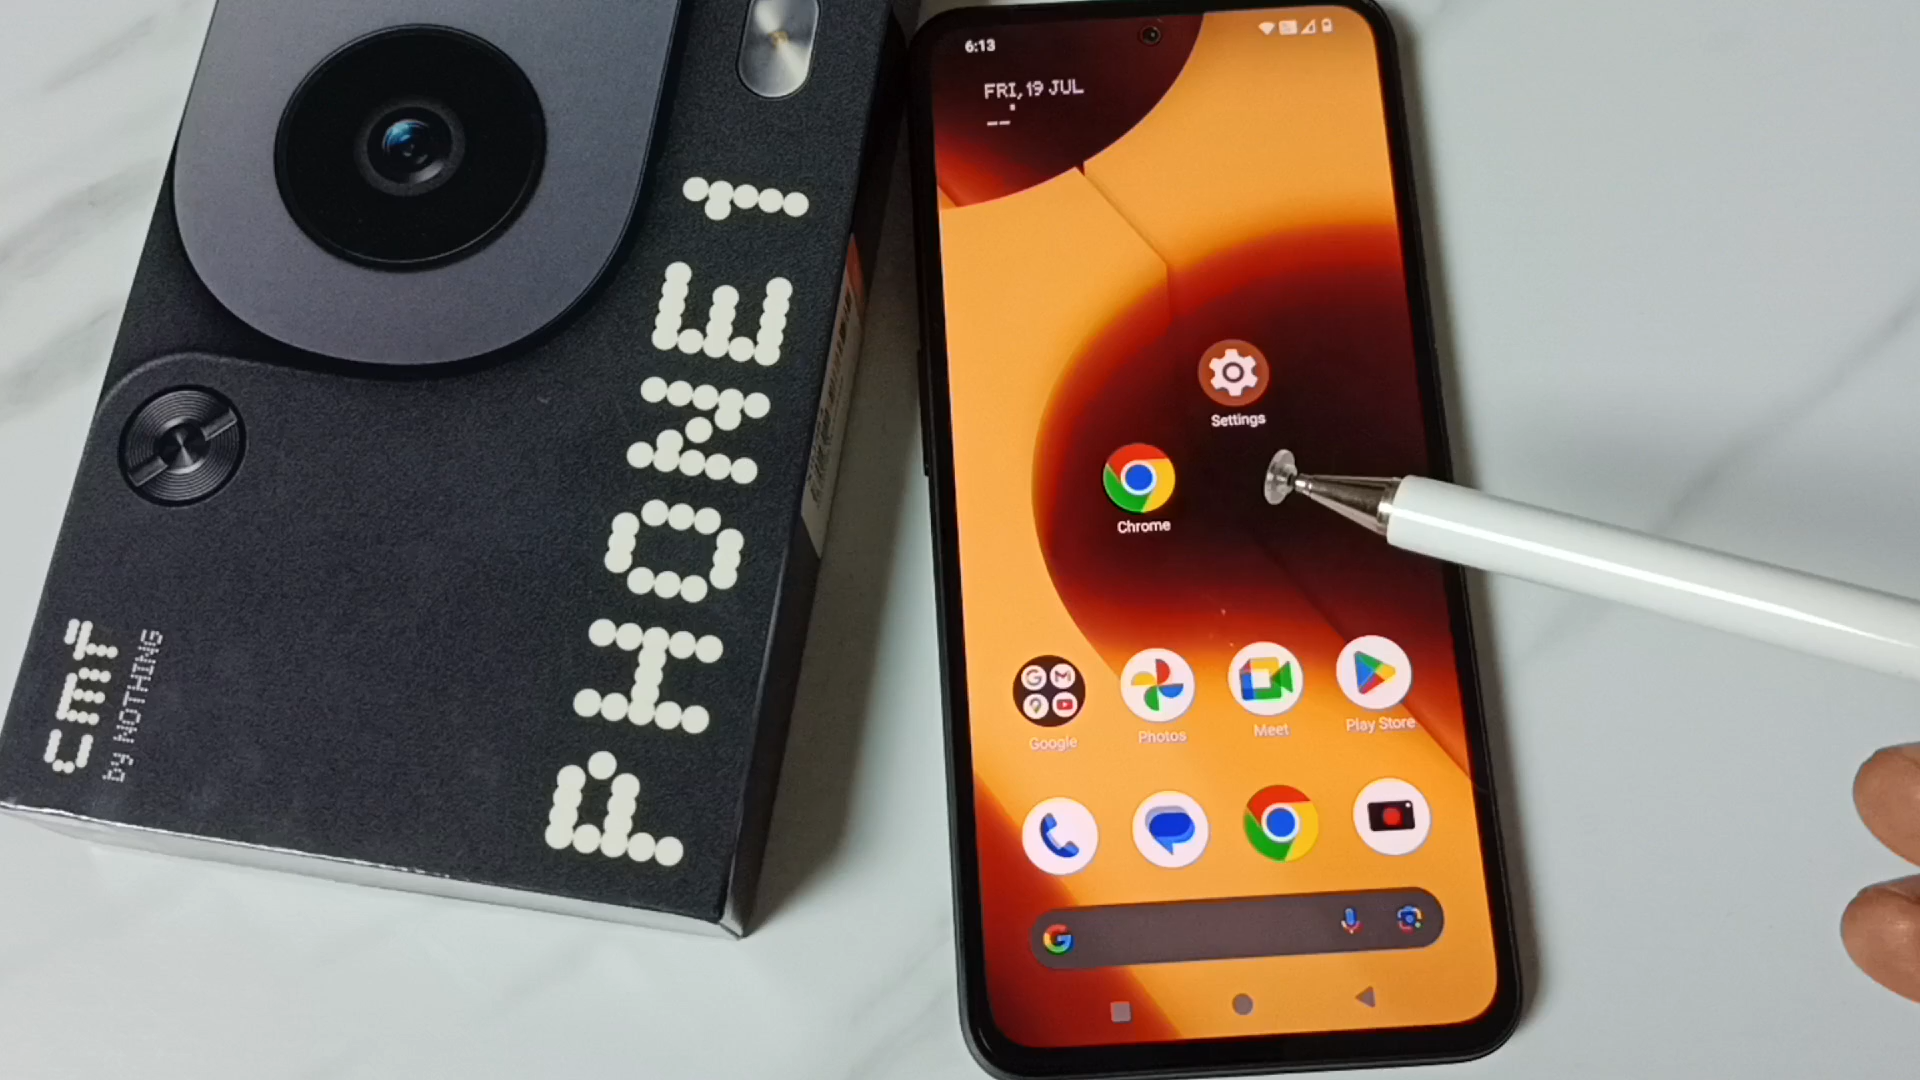 PHONE 1
cmf
by NOTHING
6:13
FRI, 19 JUL
--°
Settings
Chrome
Google
Photos
Meet
Play Store